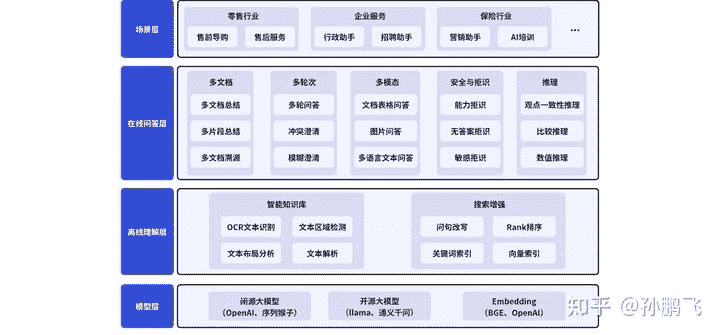 场景层
零售行业
售前导购
售后服务
企业服务
行政助手
招聘助手
保险行业
营销助手
AI培训
...
在线问答层
多文档
多文档总结
多片段总结
多文档溯源
多轮次
多轮问答
冲突澄清
模糊澄清
多模态
文档表格问答
图片问答
多语言文本问答
安全与拒识
能力拒识
无答案拒识
敏感拒识
推理
观点一致性推理
比较推理
数值推理
离线理解层
智能知识库
OCR文本识别
文本区域检测
文本布局分析
文本解析
搜索增强
问句改写
Rank排序
关键词索引
向量索引
模型层
闭源大模型
(OpenAI、序列猴子)
开源大模型
(llama、通义千问)
Embedding
(BGE、OpenAI)
知乎 @孙鹏飞